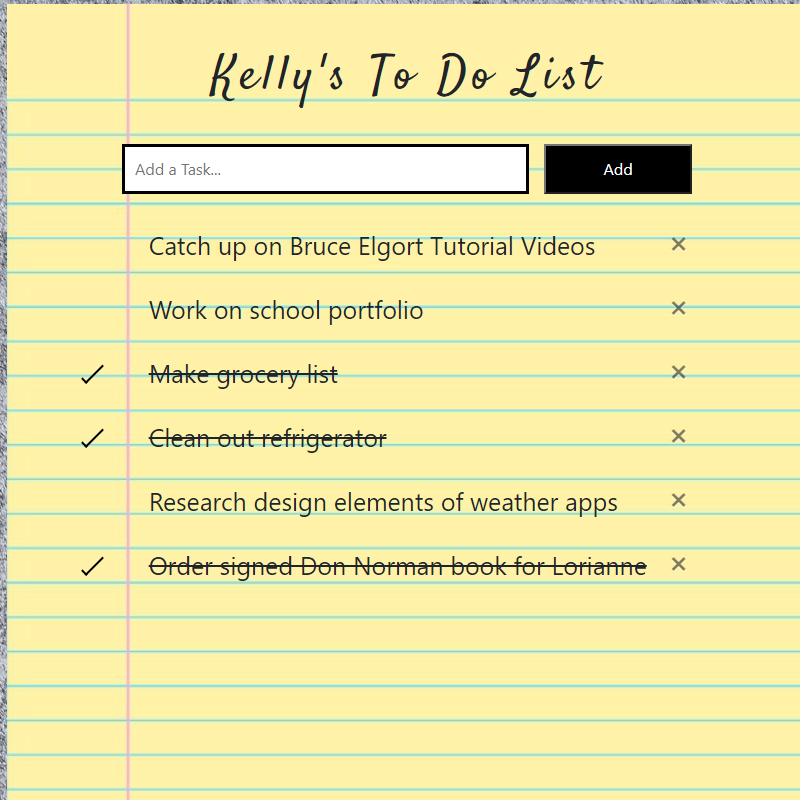 Kelly's To Do List
Add a Task...
Add
Catch up on Bruce Elgort Tutorial Videos
Work on school portfolio
Make grocery list
Clean out refrigerator
Research design elements of weather apps
Order signed Don Norman book for Lorianne